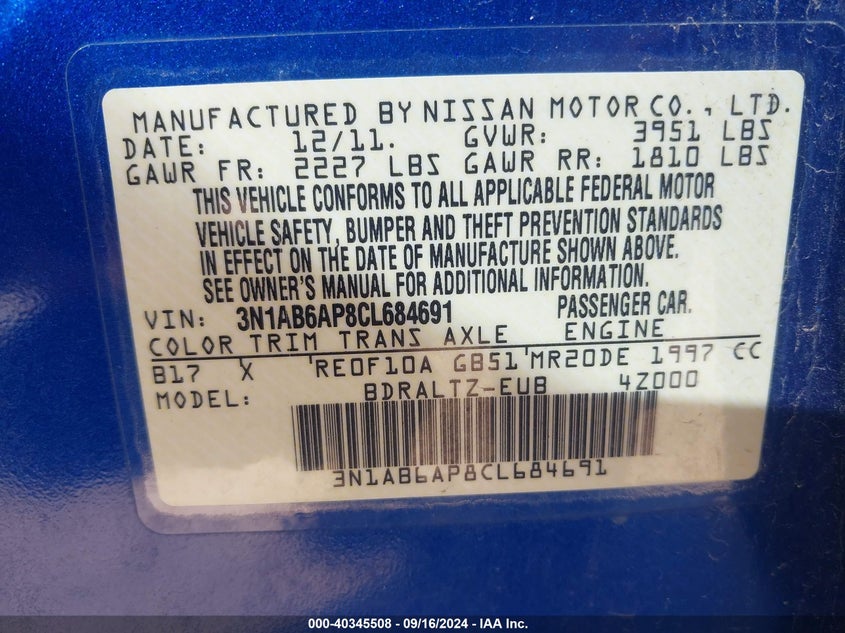 MANUFACTURED BY NISSAN MOTOR CO., LTD.
DATE: 12/11. GVWR: 3951 LBS
GAWR FR: 2227 LBS GAWR RR: 1810 LBS
THIS VEHICLE CONFORMS TO ALL APPLICABLE FEDERAL MOTOR
VEHICLE SAFETY, BUMPER AND THEFT PREVENTION STANDARDS
IN EFFECT ON THE DATE OF MANUFACTURE SHOWN ABOVE.
SEE OWNER'S MANUAL FOR ADDITIONAL INFORMATION.
VIN: 3N1AB6AP8CL684691 PASSENGER CAR.
COLOR TRIM TRANS AXLE ENGINE
B17 X RE0F10A GB51 MR20DE 1997 CC
MODEL: BDRALTZ-EUB 4Z000
3N1AB6AP8CL684691
000-40345508 - 09/16/2024 - IAA Inc.